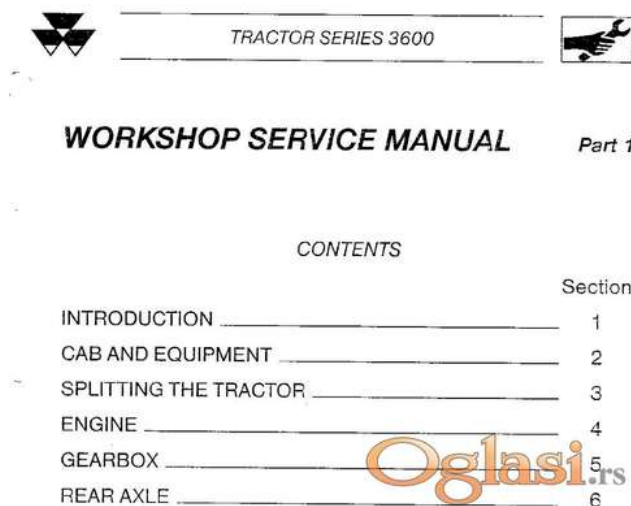 TRACTOR SERIES 3600
WORKSHOP SERVICE MANUAL Part 1
CONTENTS
Section
INTRODUCTION 1
CAB AND EQUIPMENT 2
SPLITTING THE TRACTOR 3
ENGINE 4
GEARBOX 5
REAR AXLE 6
Oglasi.rs